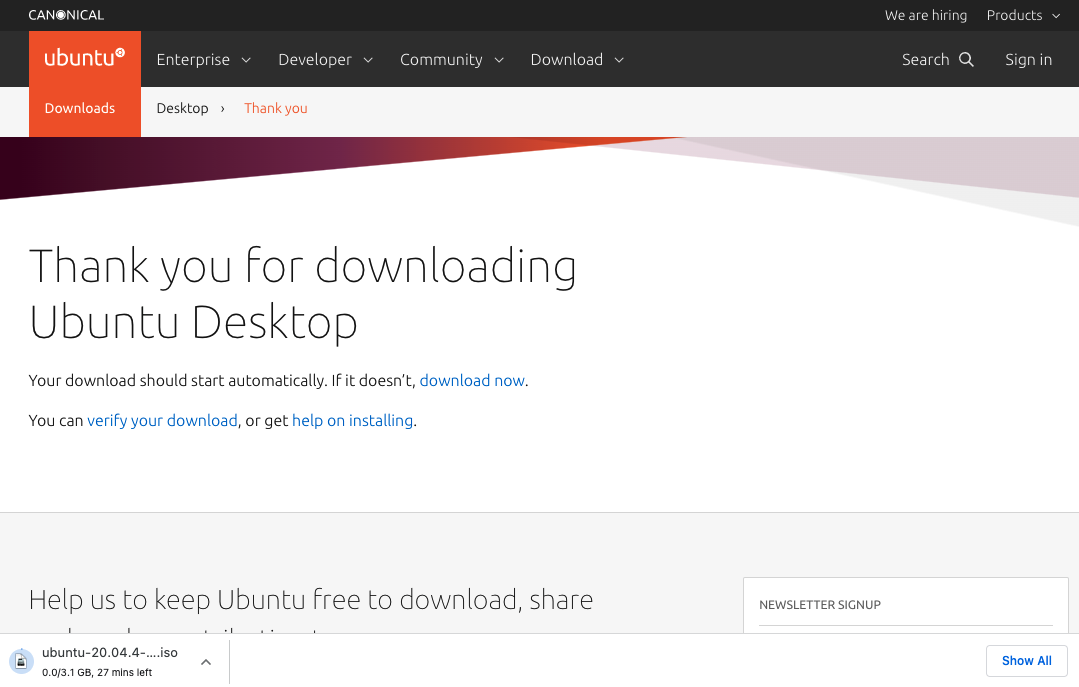 CANONICAL
We are hiring
Products
ubuntu
Enterprise
Developer
Community
Download
Search
Sign in
Downloads
Desktop
›
Thank you
Thank you for downloading
Ubuntu Desktop
Your download should start automatically. If it doesn’t, download now.
You can verify your download, or get help on installing.
Help us to keep Ubuntu free to download, share
NEWSLETTER SIGNUP
ubuntu-20.04.4-....iso
0.0/3.1 GB, 27 mins left
Show All